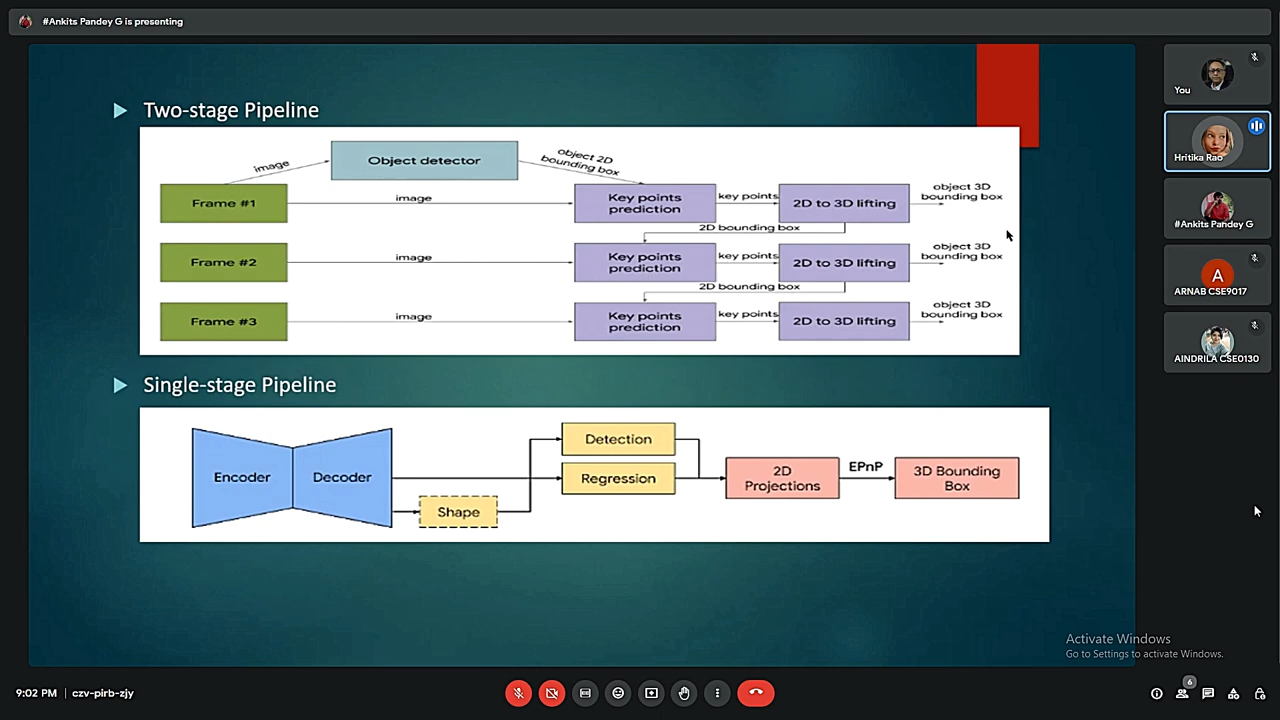 #Ankits Pandey G is presenting
Two-stage Pipeline
image
Object detector
object 2D
bounding box
Frame #1
image
Key points
prediction
key points
2D to 3D lifting
object 3D
bounding box
2D bounding box
Frame #2
image
Key points
prediction
key points
2D to 3D lifting
object 3D
bounding box
2D bounding box
Frame #3
image
Key points
prediction
key points
2D to 3D lifting
object 3D
bounding box
Single-stage Pipeline
Encoder
Decoder
Shape
Detection
Regression
2D
Projections
EPnP
3D Bounding
Box
You
Hritika Rao
#Ankits Pandey G
A
ARNAB CSE9017
AINDRILA CSE0130
Activate Windows
Go to Settings to activate Windows.
9:02 PM | czv-pirb-zjy
6